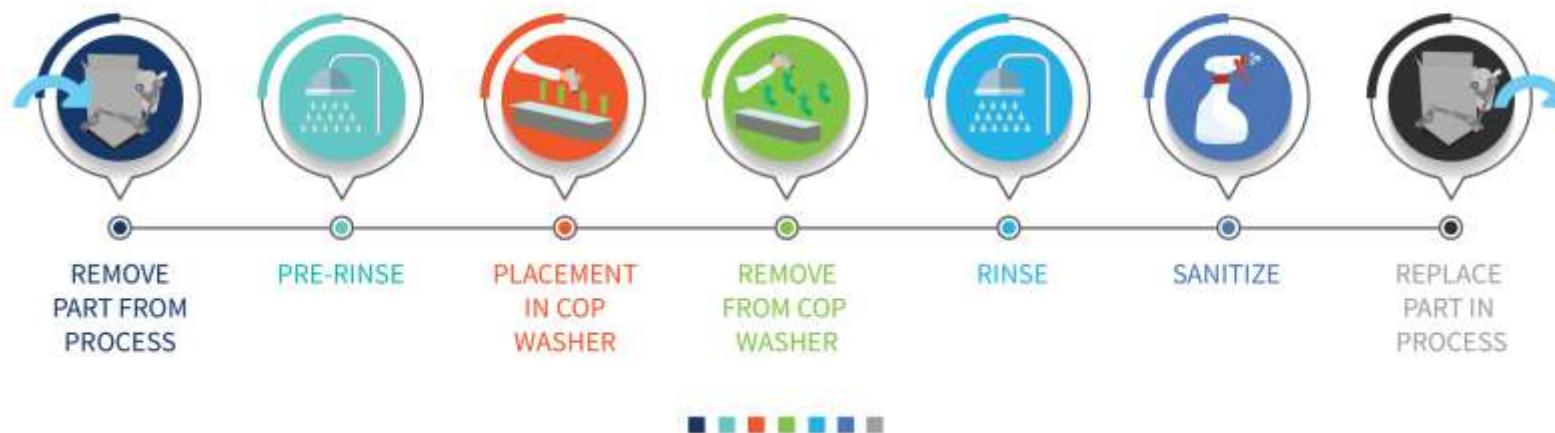 REMOVE
PART FROM
PROCESS
PRE-RINSE
PLACEMENT
IN COP
WASHER
REMOVE
FROM COP
WASHER
RINSE
SANITIZE
REPLACE
PART IN
PROCESS